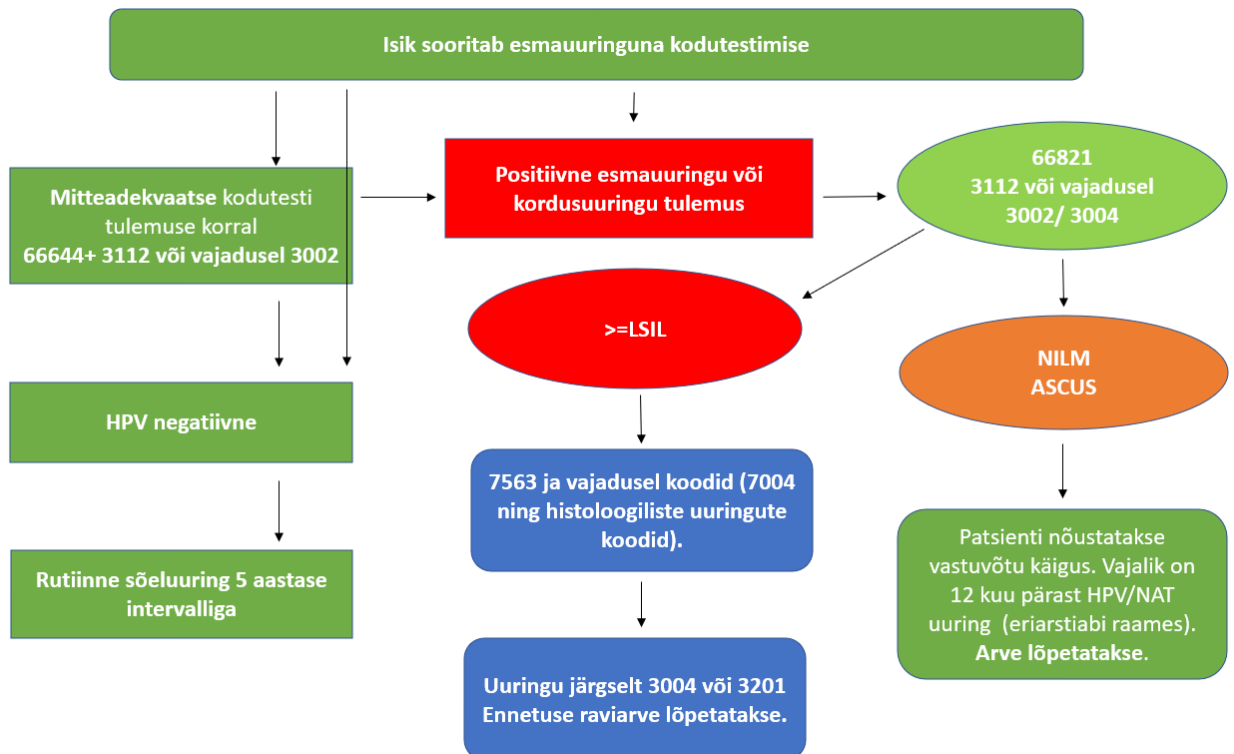 Isik sooritab esmauuringuna kodutestimise
Mitteadekvaatse kodutesti
tulemuse korral
66644+ 3112 või vajadusel 3002
Positiivne esmauuringu või
kordusuuringu tulemus
66821
3112 või vajadusel
3002/ 3004
>=LSIL
NILM
ASCUS
HPV negatiivne
7563 ja vajadusel koodid (7004
ning histoloogiliste uuringute
koodid).
Patsienti nõustatakse
vastuvõtu käigus. Vajalik on
12 kuu pärast HPV/NAT
uuring (eriarstiabi raames).
Arve lõpetatakse.
Rutiinne sõeluuring 5 aastase
intervalliga
Uuringu järgselt 3004 või 3201
Ennetuse raviarve lõpetatakse.